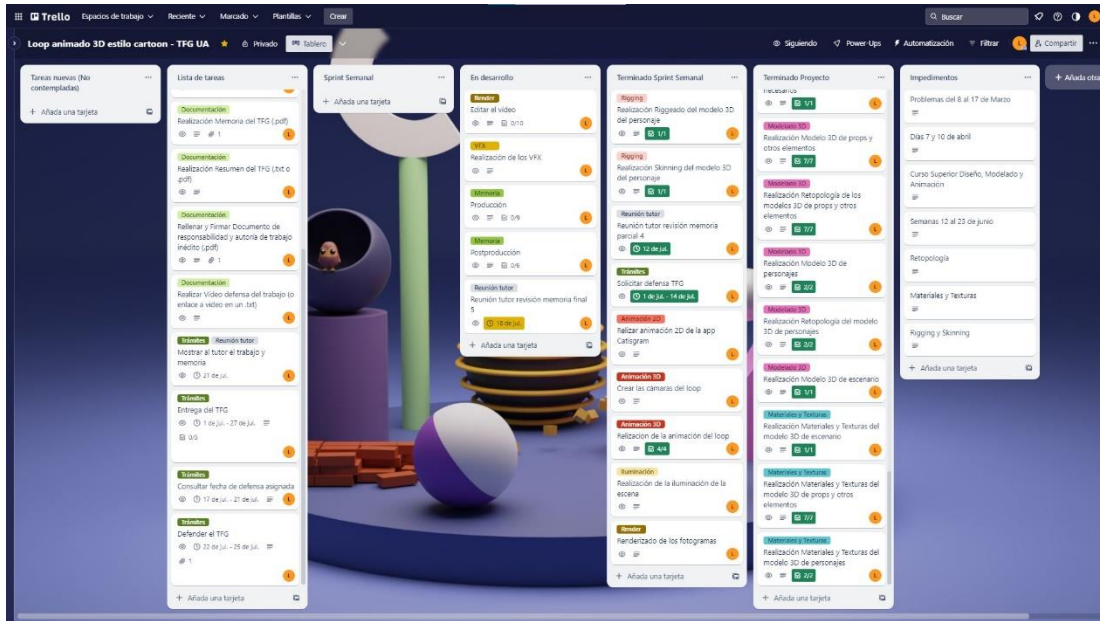 Trello
Espacios de trabajo
Reciente
Marcado
Plantillas
Crear
Buscar
Loop animado 3D estilo cartoon - TFG UA
Privado
Tablero
Siguiendo
Power-Ups
Automatización
Filtrar
Compartir
Tareas nuevas (No
contempladas)
+ Añada una tarjeta
Lista de tareas
Documentación
Realización Memoria del TFG (.pdf)
1
Documentación
Realización Resumen del TFG (.txt o
.pdf)
Documentación
Rellenar y Firmar Documento de
responsabilidad y autoría de trabajo
inédito (.pdf)
1
Documentación
Realizar Vídeo defensa del trabajo (o
enlace a video en un .txt)
Trámites Reunión tutor
Mostrar al tutor el trabajo y
memoria
21 de jul.
Trámites
Entrega del TFG
1 de jul. - 27 de jul.
Trámites
Consultar fecha de defensa asignada
17 de jul. - 21 de jul.
Trámites
Defender el TFG
22 de jul. - 25 de jul.
1
+ Añada una tarjeta
Sprint Semanal
+ Añada una tarjeta
En desarrollo
Render
Editar el vídeo
0/10
VFX
Realización de los VFX
Memoria
Producción
Memoria
Postproducción
Reunión tutor
Reunión tutor revisión memoria final
5
18 de jul.
+ Añada una tarjeta
Terminado Sprint Semanal
Rigging
Realización Riggeado del modelo 3D
del personaje
1/1
Rigging
Realización Skinning del modelo 3D
del personaje
1/1
Reunión tutor
Reunión tutor revisión memoria
parcial 4
12 de jul.
Trámites
Solicitar defensa TFG
1 de jul. - 14 de jul.
Animación 2D
Relizar animación 2D de la app
Catisgram
Animación 3D
Crear las cámaras del loop
Animación 3D
Relizacion de la animación del loop
4/4
Iluminación
Realización de la iluminación de la
escena
Render
Renderizado de los fotogramas
+ Añada una tarjeta
Terminado Proyecto
necesarios
1/1
Modelado 3D
Realización Modelo 3D de props y
otros elementos
7/7
Modelado 3D
Realización Retopología de los
modelos 3D de props y otros
elementos
7/7
Modelado 3D
Realización Modelo 3D de
personajes
2/2
Modelado 3D
Realización Retopología del modelo
3D de personajes
2/2
Modelado 3D
Realización Modelo 3D de escenario
1/1
Materiales y Texturas
Realización Materiales y Texturas del
modelo 3D de escenario
1/1
Materiales y Texturas
Realización Materiales y Texturas del
modelo 3D de props y otros
elementos
7/7
Materiales y Texturas
Realización Materiales y Texturas del
modelo 3D de personajes
2/2
+ Añada una tarjeta
Impedimentos
Problemas del 8 al 17 de Marzo
Días 7 y 10 de abril
Curso Superior Diseño, Modelado y
Animación
Semanas 12 al 23 de junio
Retopología
Materiales y Texturas
Rigging y Skinning
+ Añada una tarjeta
+ Añada otra